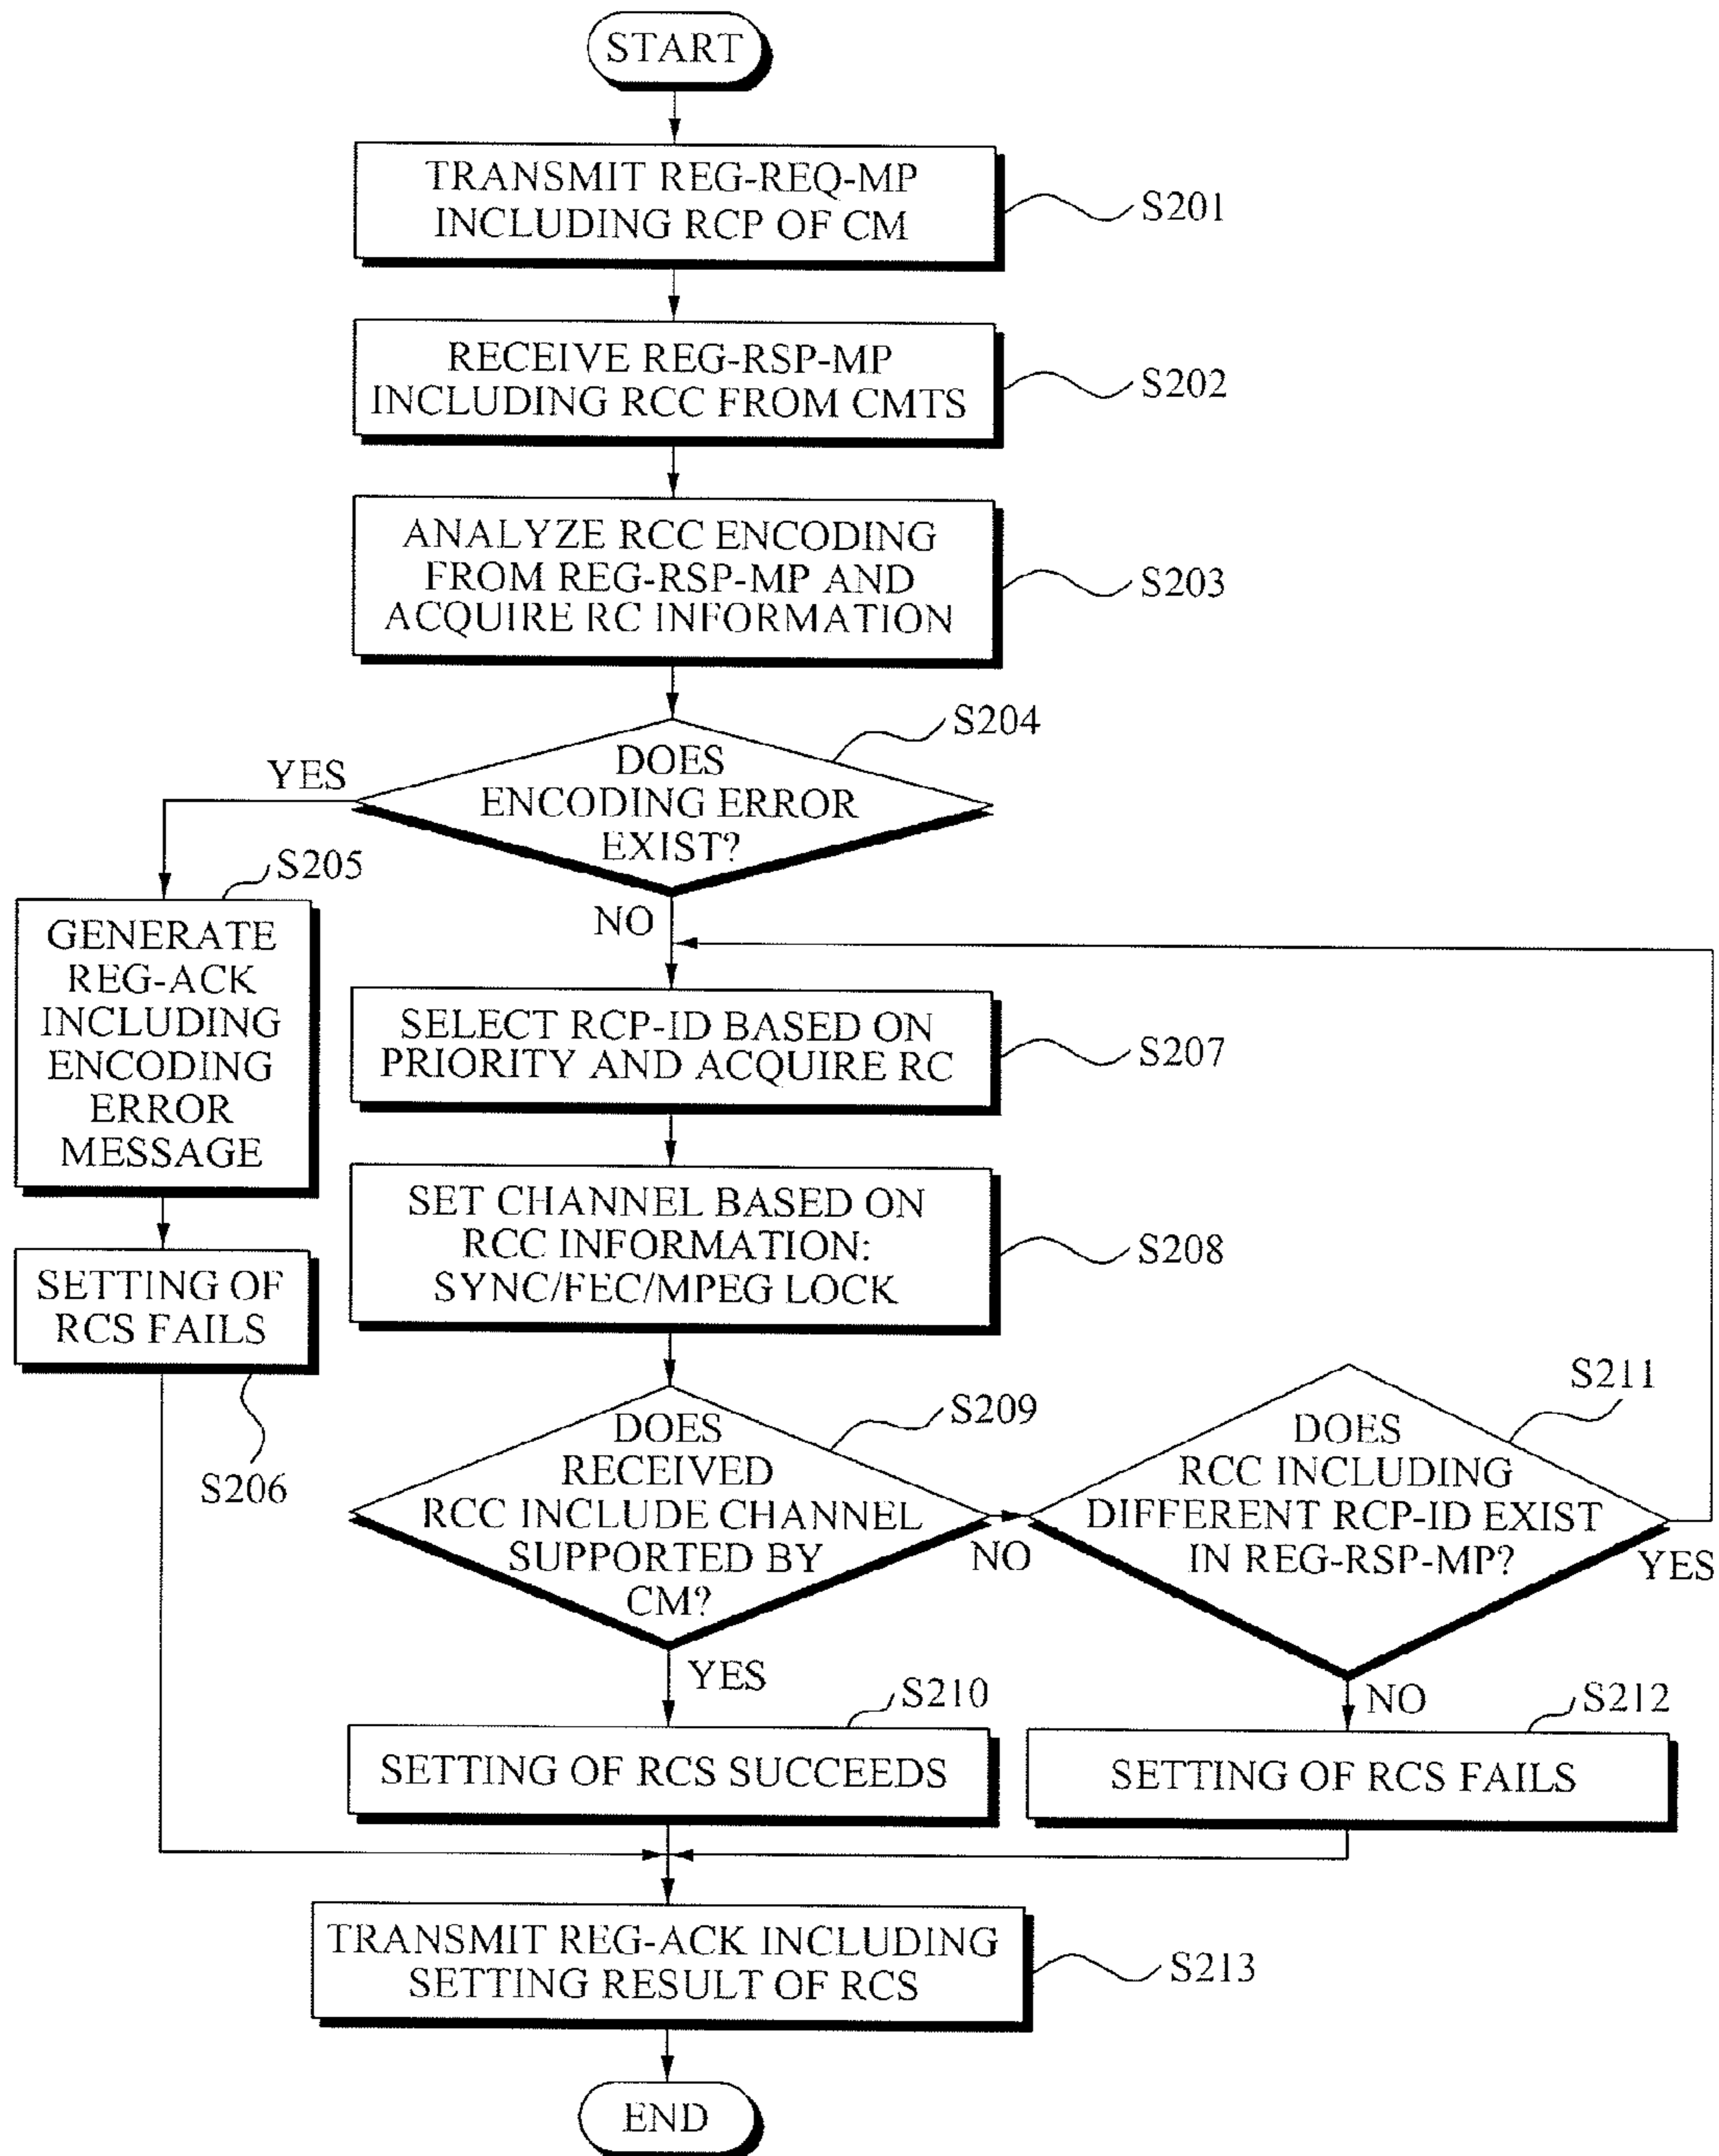 START
TRANSMIT REG-REQ-MP
INCLUDING RCP OF CM
S201
RECEIVE REG-RSP-MP
INCLUDING RCC FROM CMTS
S202
ANALYZE RCC ENCODING
FROM REG-RSP-MP AND
ACQUIRE RC INFORMATION
S203
S204
DOES
ENCODING ERROR
EXIST?
YES
NO
S205
GENERATE
REG-ACK
INCLUDING
ENCODING
ERROR
MESSAGE
SETTING OF
RCS FAILS
S206
SELECT RCP-ID BASED ON
PRIORITY AND ACQUIRE RC
S207
SET CHANNEL BASED ON
RCC INFORMATION:
SYNC/FEC/MPEG LOCK
S208
S209
DOES
RECEIVED
RCC INCLUDE CHANNEL
SUPPORTED BY
CM?
NO
YES
S211
DOES
RCC INCLUDING
DIFFERENT RCP-ID EXIST
IN REG-RSP-MP?
YES
NO
S210
SETTING OF RCS SUCCEEDS
S212
SETTING OF RCS FAILS
TRANSMIT REG-ACK INCLUDING
SETTING RESULT OF RCS
S213
END